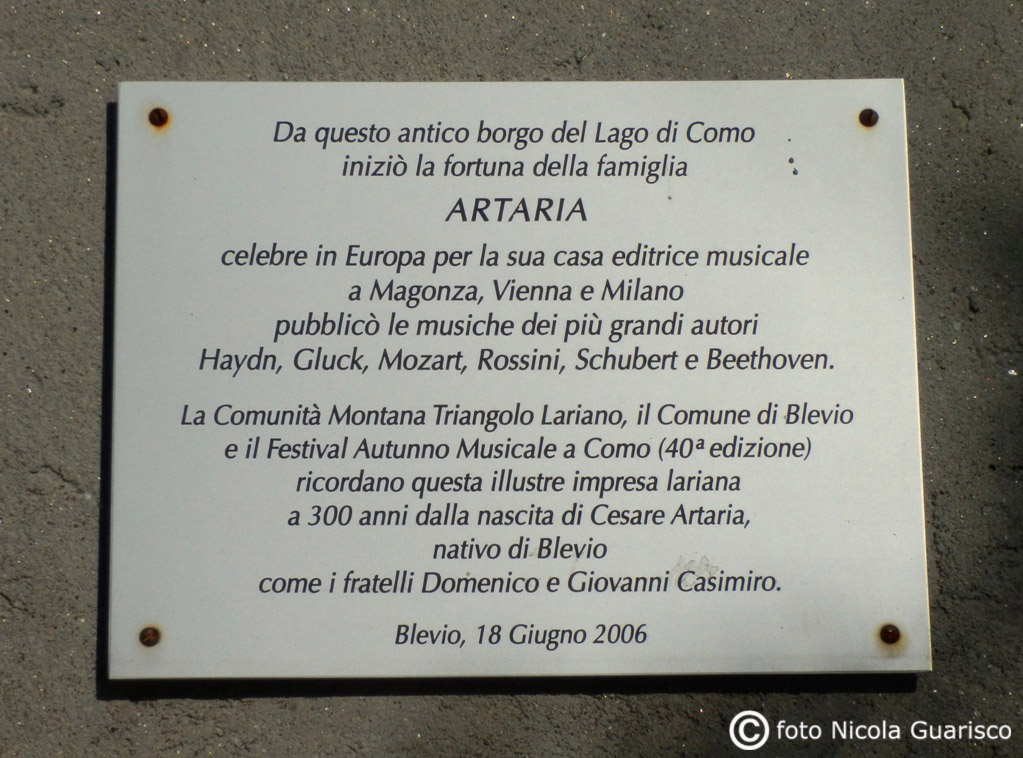 Da questo antico borgo del Lago di Como
iniziò la fortuna della famiglia
ARTARIA
celebre in Europa per la sua casa editrice musicale
a Magonza, Vienna e Milano
pubblicò le musiche dei più grandi autori
Haydn, Gluck, Mozart, Rossini, Schubert e Beethoven.
La Comunità Montana Triangolo Lariano, il Comune di Blevio
e il Festival Autunno Musicale a Como (40ª edizione)
ricordano questa illustre impresa lariana
a 300 anni dalla nascita di Cesare Artaria,
nativo di Blevio
come i fratelli Domenico e Giovanni Casimiro.
Blevio, 18 Giugno 2006
© foto Nicola Guarisco